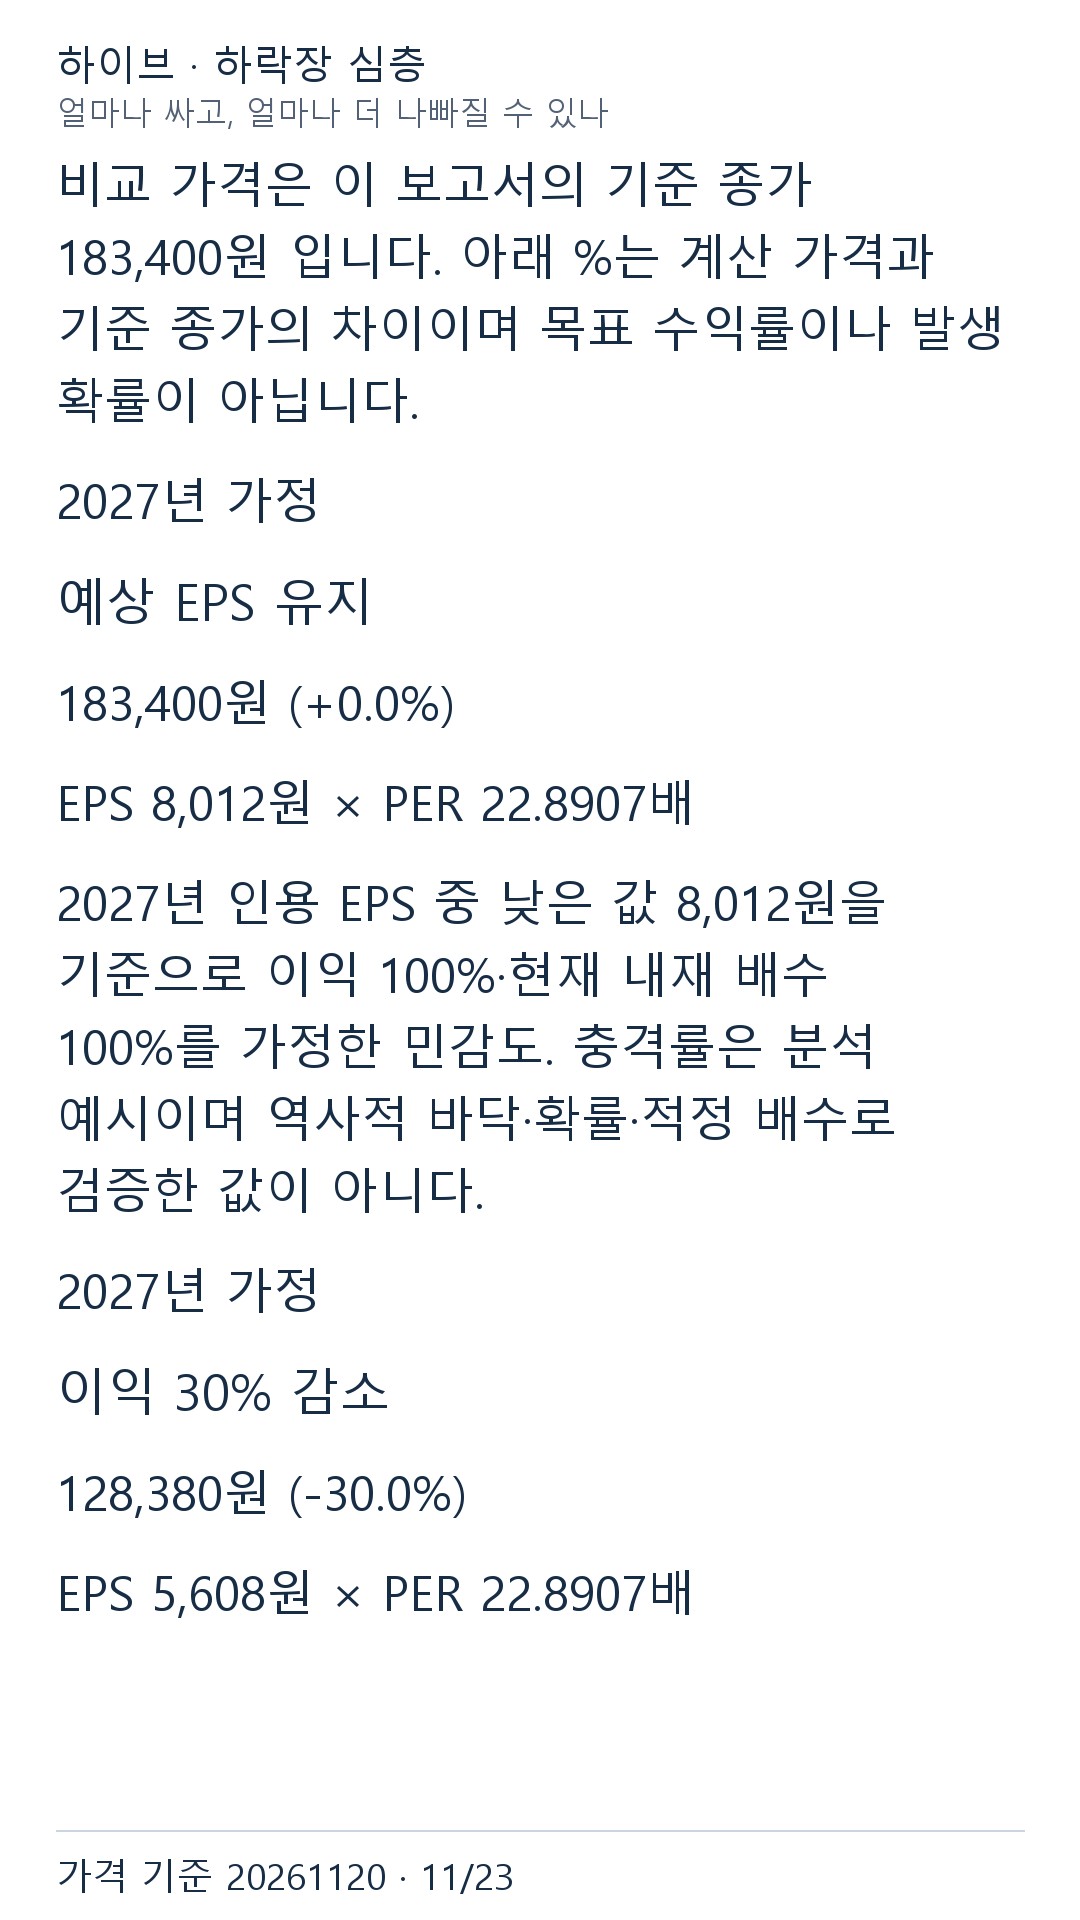 하이브 · 하락장 심층
얼마나 싸고, 얼마나 더 나빠질 수 있나
비교 가격은 이 보고서의 기준 종가
183,400원 입니다. 아래 %는 계산 가격과
기준 종가의 차이이며 목표 수익률이나 발생
확률이 아닙니다.
2027년 가정
예상 EPS 유지
183,400원 (+0.0%)
EPS 8,012원 × PER 22.8907배
2027년 인용 EPS 중 낮은 값 8,012원을
기준으로 이익 100%·현재 내재 배수
100%를 가정한 민감도. 충격률은 분석
예시이며 역사적 바닥·확률·적정 배수로
검증한 값이 아니다.
2027년 가정
이익 30% 감소
128,380원 (-30.0%)
EPS 5,608원 × PER 22.8907배
가격 기준 20261120 · 11/23